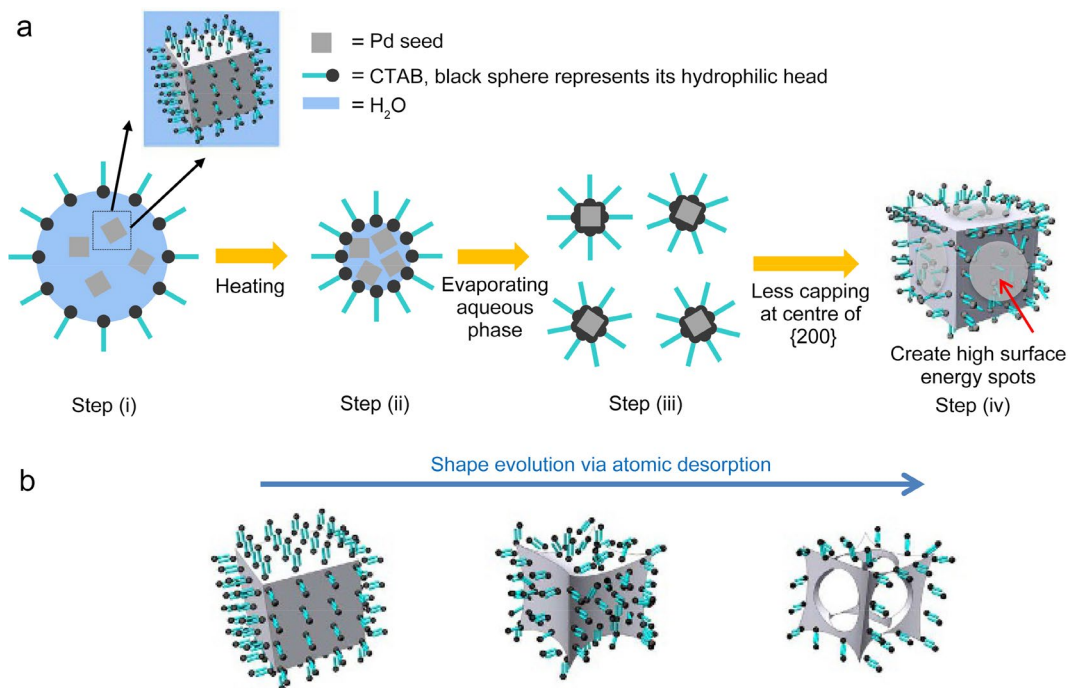 a
= Pd seed
= CTAB, black sphere represents its hydrophilic head
= H₂O
Heating
Evaporating
aqueous
phase
Less capping
at centre of
{200}
Create high surface
energy spots
Step (i)
Step (ii)
Step (iii)
Step (iv)
b
Shape evolution via atomic desorption